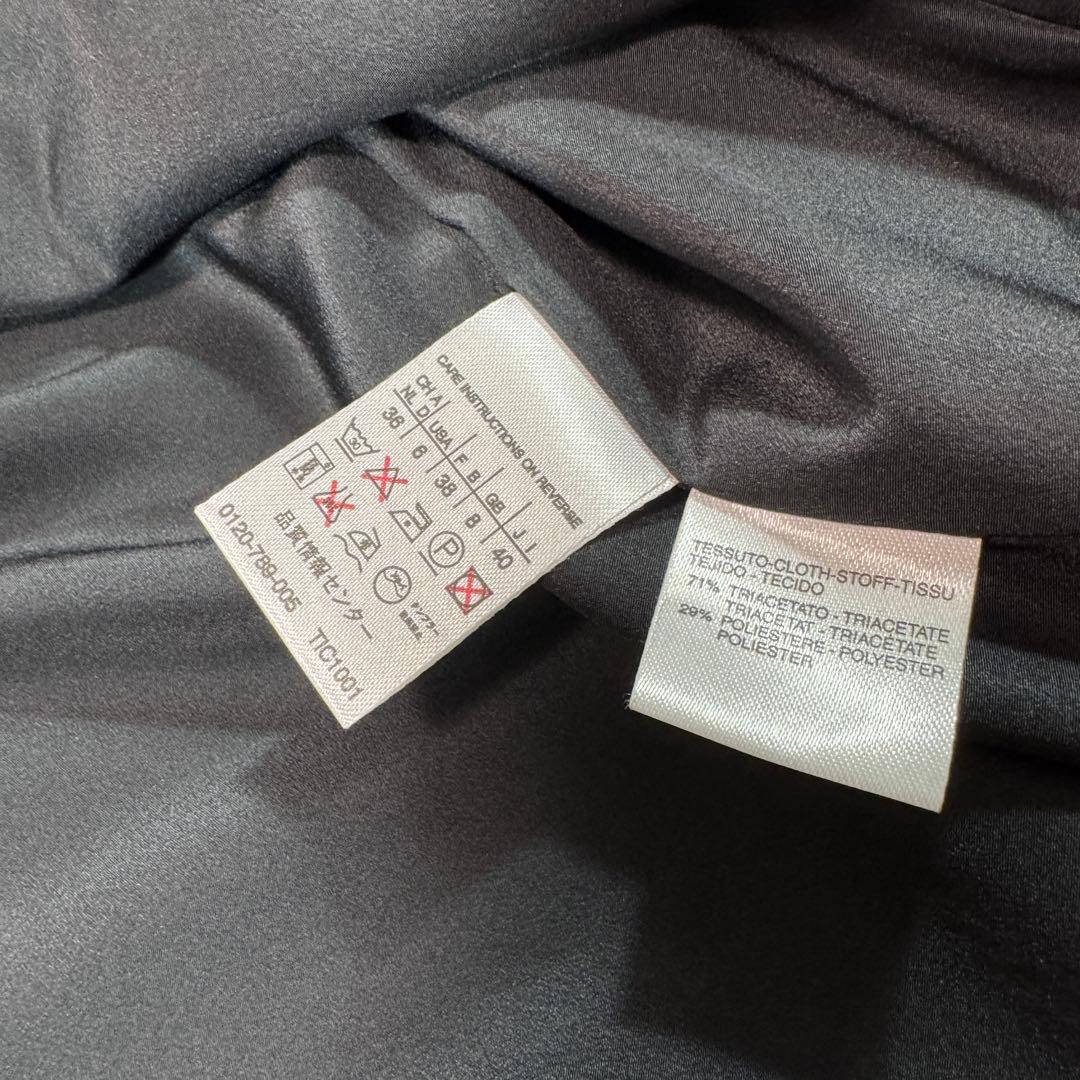 CARE INSTRUCTIONS ON REVERSE
CH A | | | | J I
NL D | USA | F B | GB |
36 | 6 | 38 | 8 | 40
30
P
品質情報センター
0120-789-005 TIC1001
TESSUTO-CLOTH-STOFF-TISSU
TEJIDO - TECIDO
71% TRIACETATO - TRIACETATE
TRIACETAT - TRIACETATE
29% POLIESTERE - POLYESTER
POLIESTER